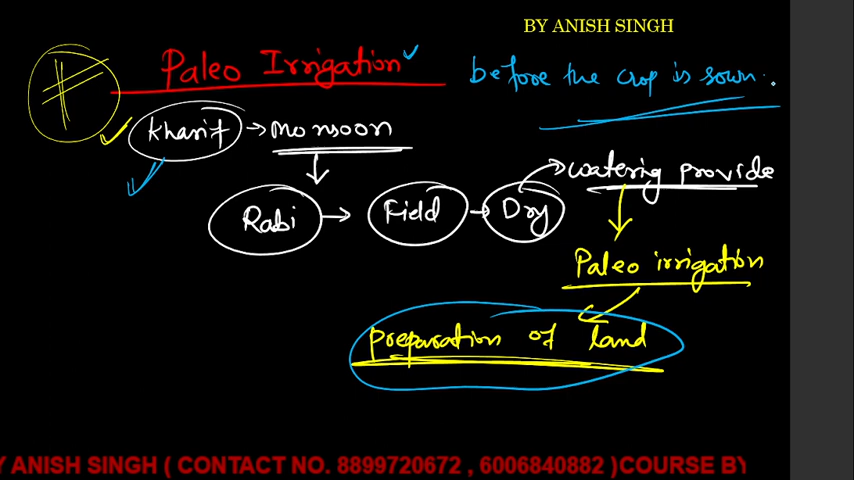 BY ANISH SINGH
Paleo Irrigation
before the crop is sown.
Kharif → monsoon
watering provide
Rabi → Field → Dry
Paleo irrigation
preparation of land
Y ANISH SINGH ( CONTACT NO. 8899720672 , 6006840882 )COURSE BY